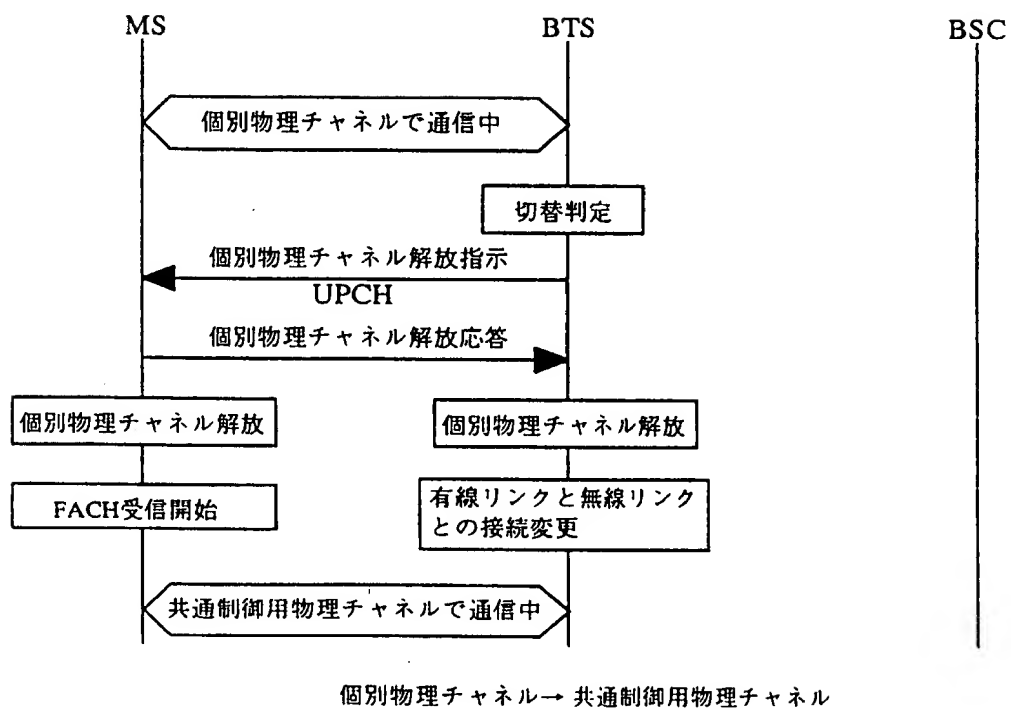 MS
BTS
BSC
個別物理チャネルで通信中
切替判定
個別物理チャネル解放指示
UPCH
個別物理チャネル解放応答
個別物理チャネル解放
個別物理チャネル解放
FACH受信開始
有線リンクと無線リンク
との接続変更
共通制御用物理チャネルで通信中
個別物理チャネル→ 共通制御用物理チャネル